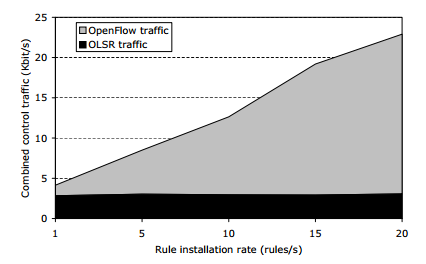 25
20
15
10
5
0
Combined control traffic (Kbit/s)
OpenFlow traffic
OLSR traffic
1 5 10 15 20
Rule installation rate (rules/s)